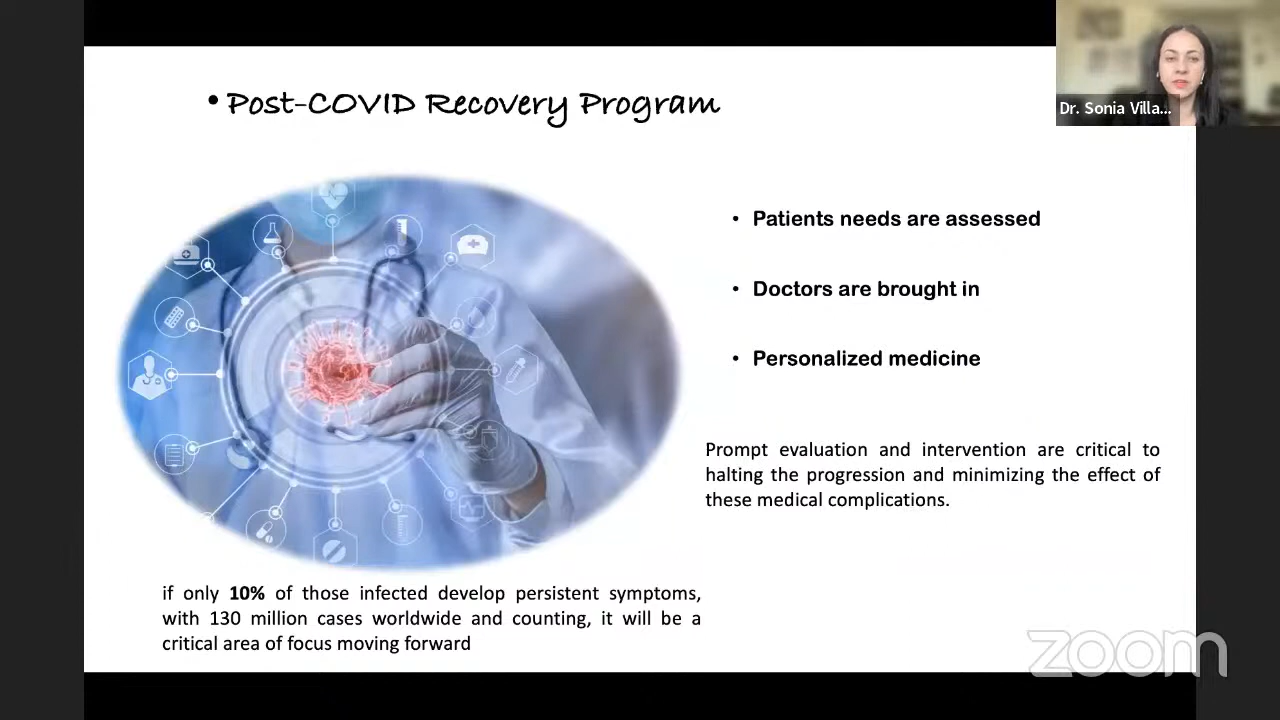 • Post-COVID Recovery Program
Dr. Sonia Villa...
• Patients needs are assessed
• Doctors are brought in
• Personalized medicine
Prompt evaluation and intervention are critical to
halting the progression and minimizing the effect of
these medical complications.
if only 10% of those infected develop persistent symptoms,
with 130 million cases worldwide and counting, it will be a
critical area of focus moving forward
zoom